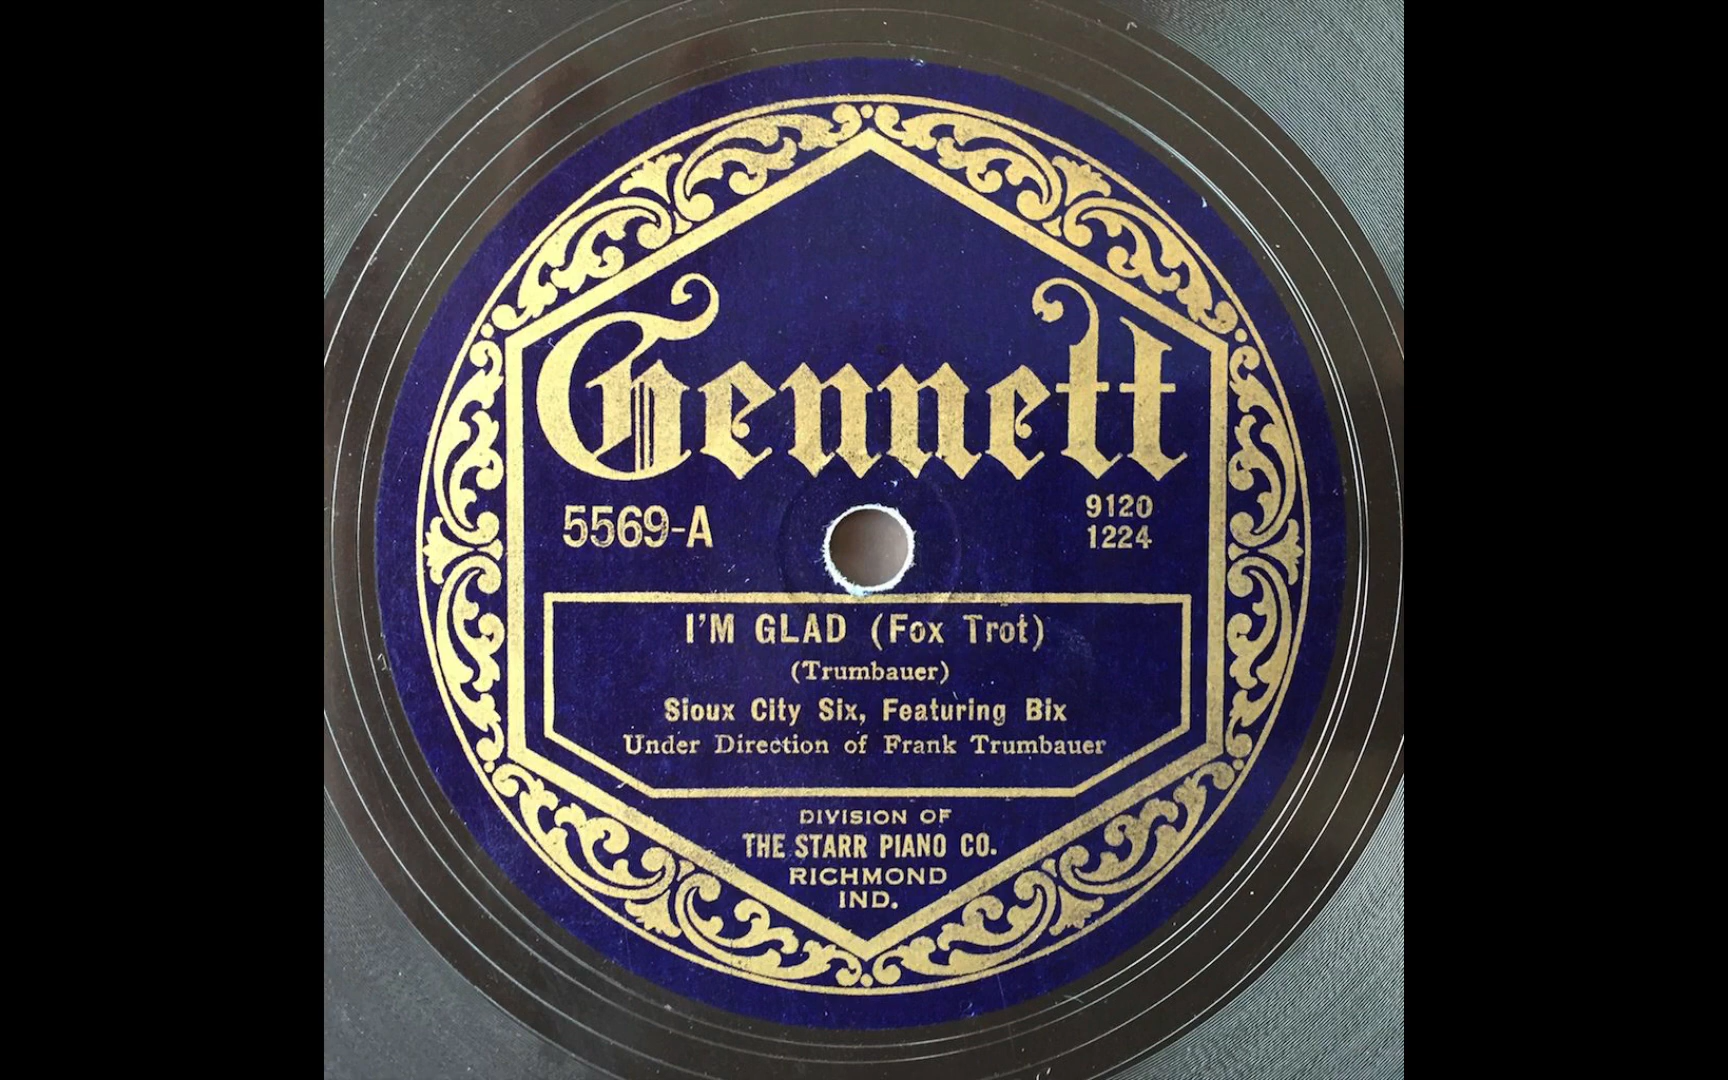 Gennett
5569-A
9120
1224
I'M GLAD (Fox Trot)
(Trumbauer)
Sioux City Six, Featuring Bix
Under Direction of Frank Trumbauer
DIVISION OF
THE STARR PIANO CO.
RICHMOND
IND.